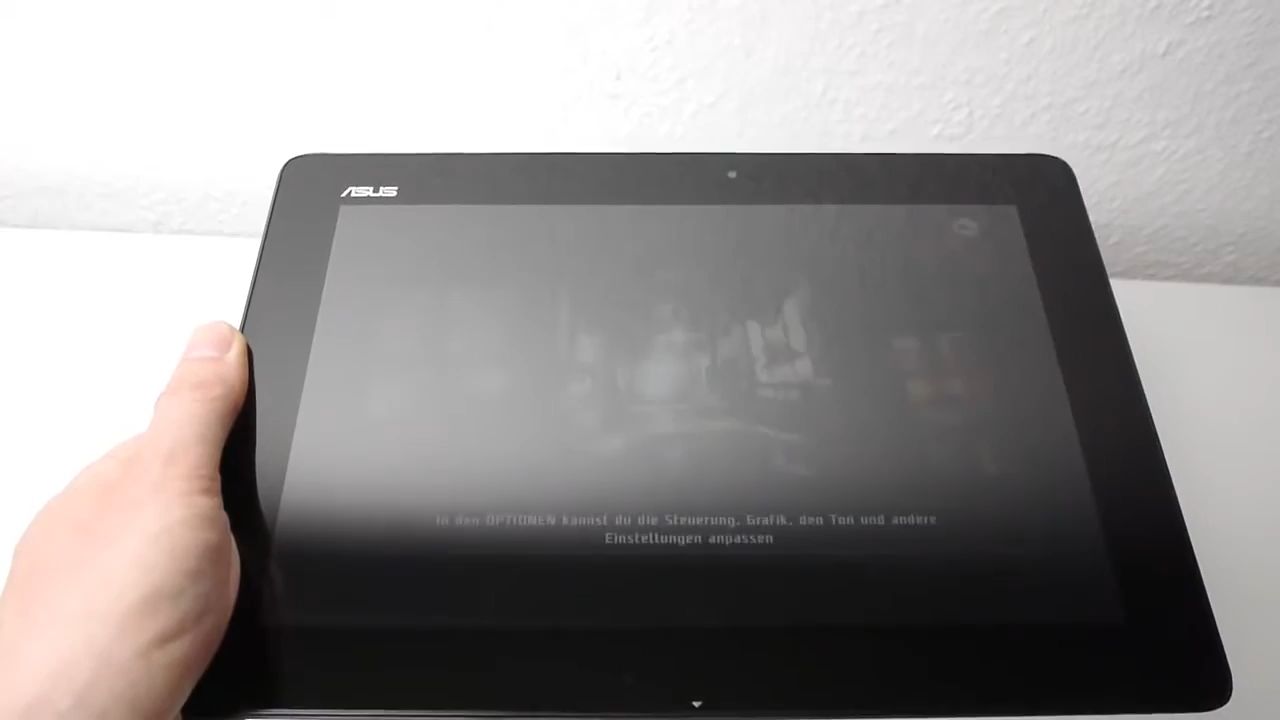 ASUS
In den OPTIONEN kannst du die Steuerung, Grafik, den Ton und andere
Einstellungen anpassen